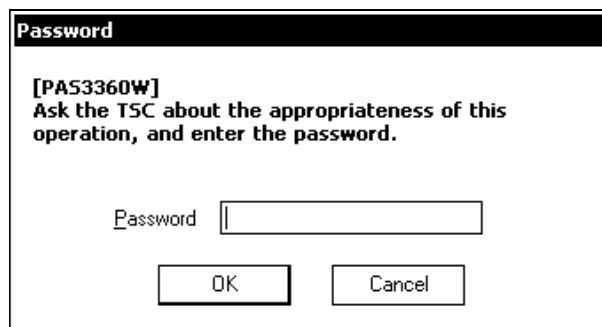 Password
[PAS3360W]
Ask the TSC about the appropriateness of this
operation, and enter the password.
Password
OK Cancel